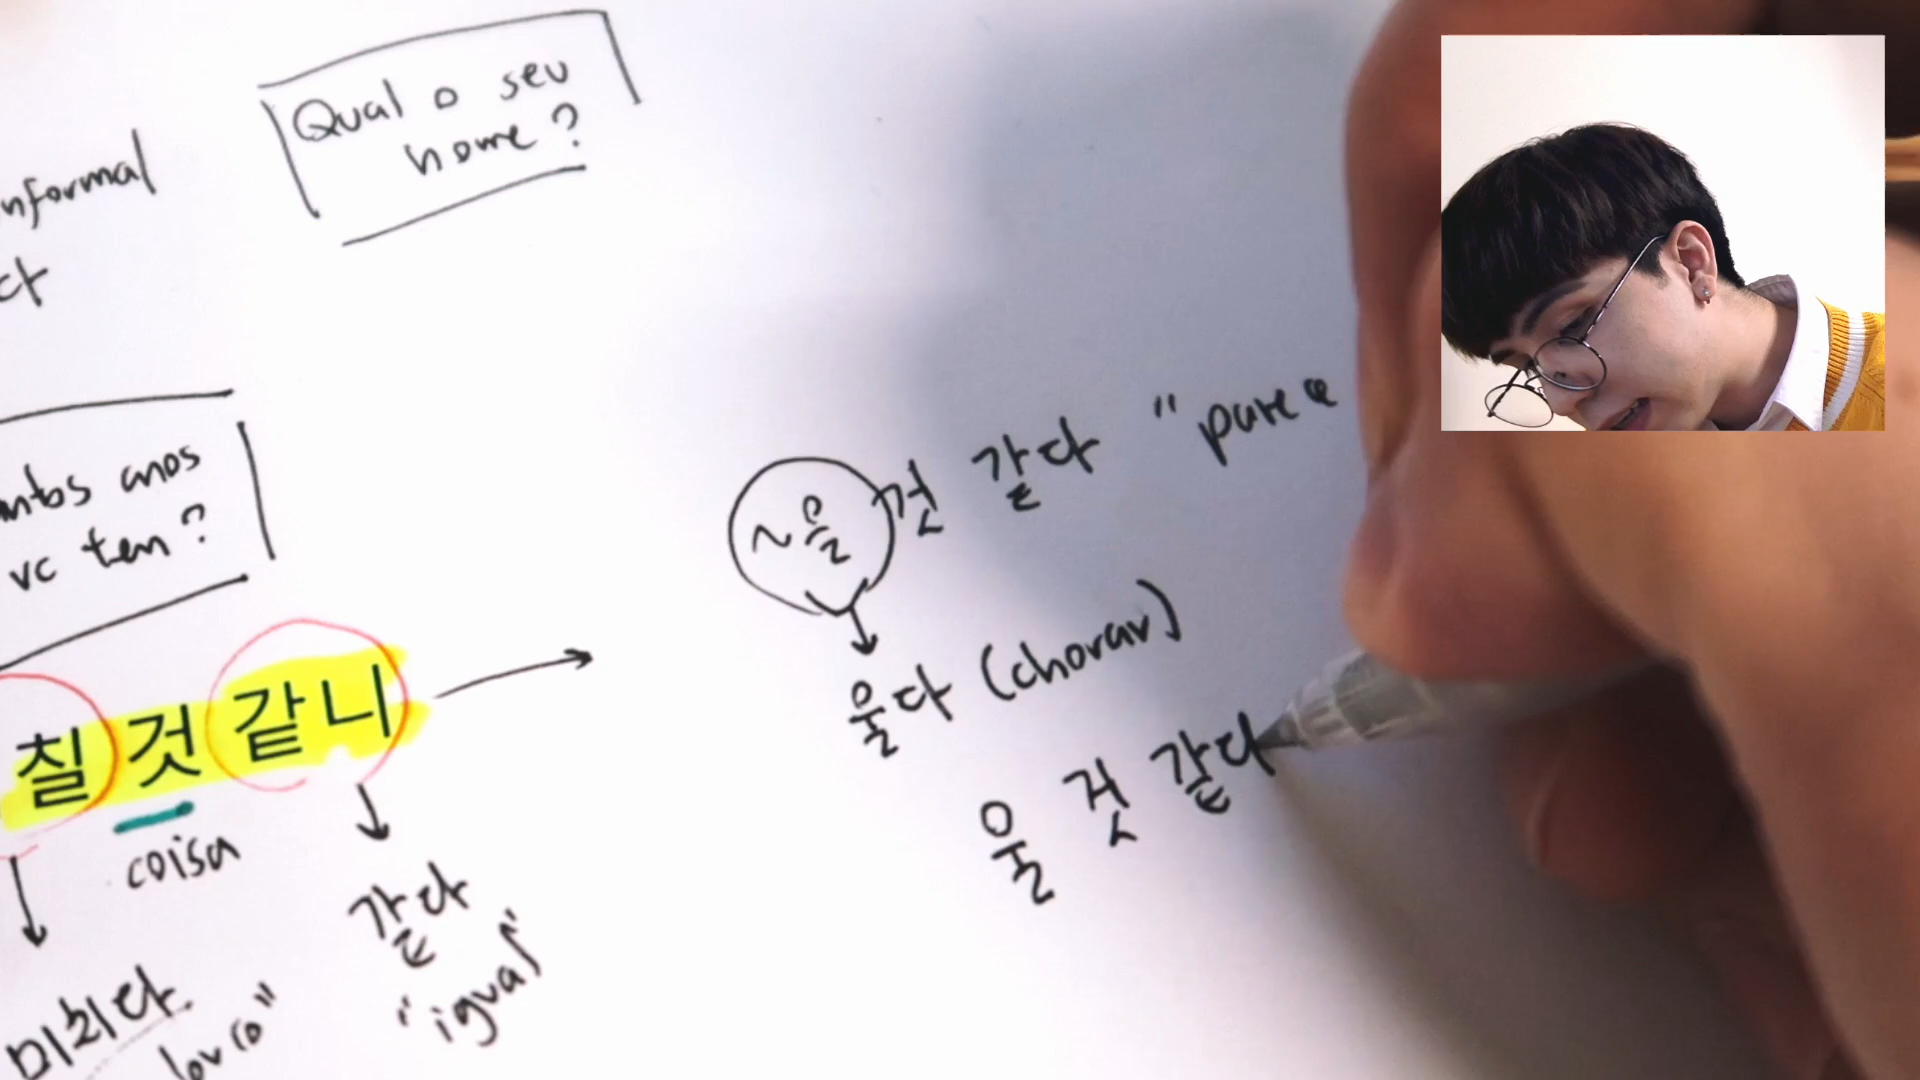 Qual o seu
nome?
nformal
ntos anos
vc tem?
~을 것 같다 "parece
울다 (chorar)
울 것 같다
칠 것 같니
coisa
같다
"igual"
미치다
louco"